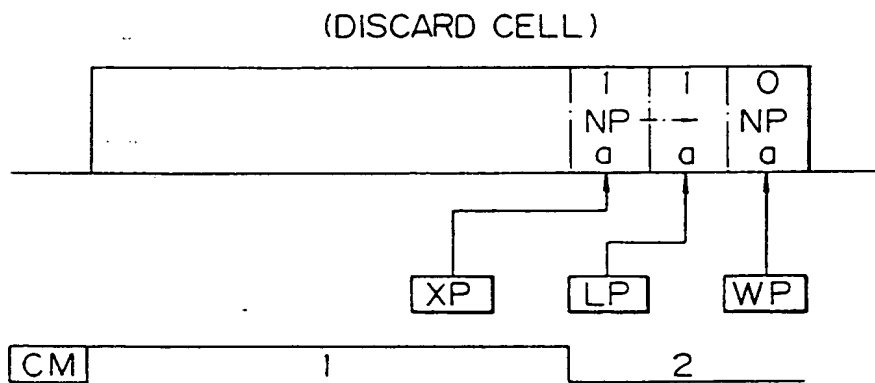 (DISCARD CELL)
1 1 0
NP NP
a a a
XP LP WP
CM 1 2